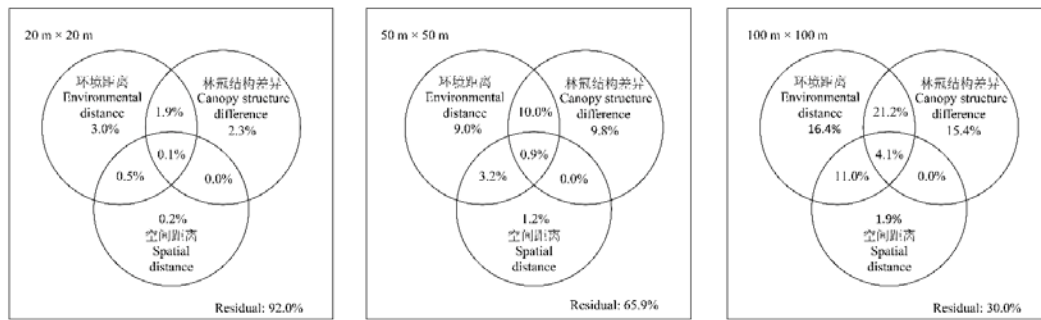 20 m × 20 m
环境距离
Environmental
distance
3.0%
1.9%
林冠结构差异
Canopy structure
difference
2.3%
0.1%
0.5%
0.0%
0.2%
空间距离
Spatial
distance
Residual: 92.0%
50 m × 50 m
环境距离
Environmental
distance
9.0%
10.0%
林冠结构差异
Canopy structure
difference
9.8%
0.9%
3.2%
0.0%
1.2%
空间距离
Spatial
distance
Residual: 65.9%
100 m × 100 m
环境距离
Environmental
distance
16.4%
21.2%
林冠结构差异
Canopy structure
difference
15.4%
4.1%
11.0%
0.0%
1.9%
空间距离
Spatial
distance
Residual: 30.0%